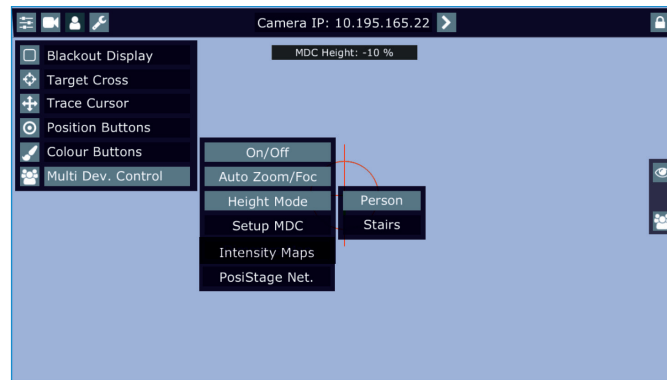 Camera IP: 10.195.165.22
MDC Height: -10 %
Blackout Display
Target Cross
Trace Cursor
Position Buttons
Colour Buttons
Multi Dev. Control
On/Off
Auto Zoom/Foc
Height Mode
Person
Setup MDC
Stairs
Intensity Maps
PosiStage Net.